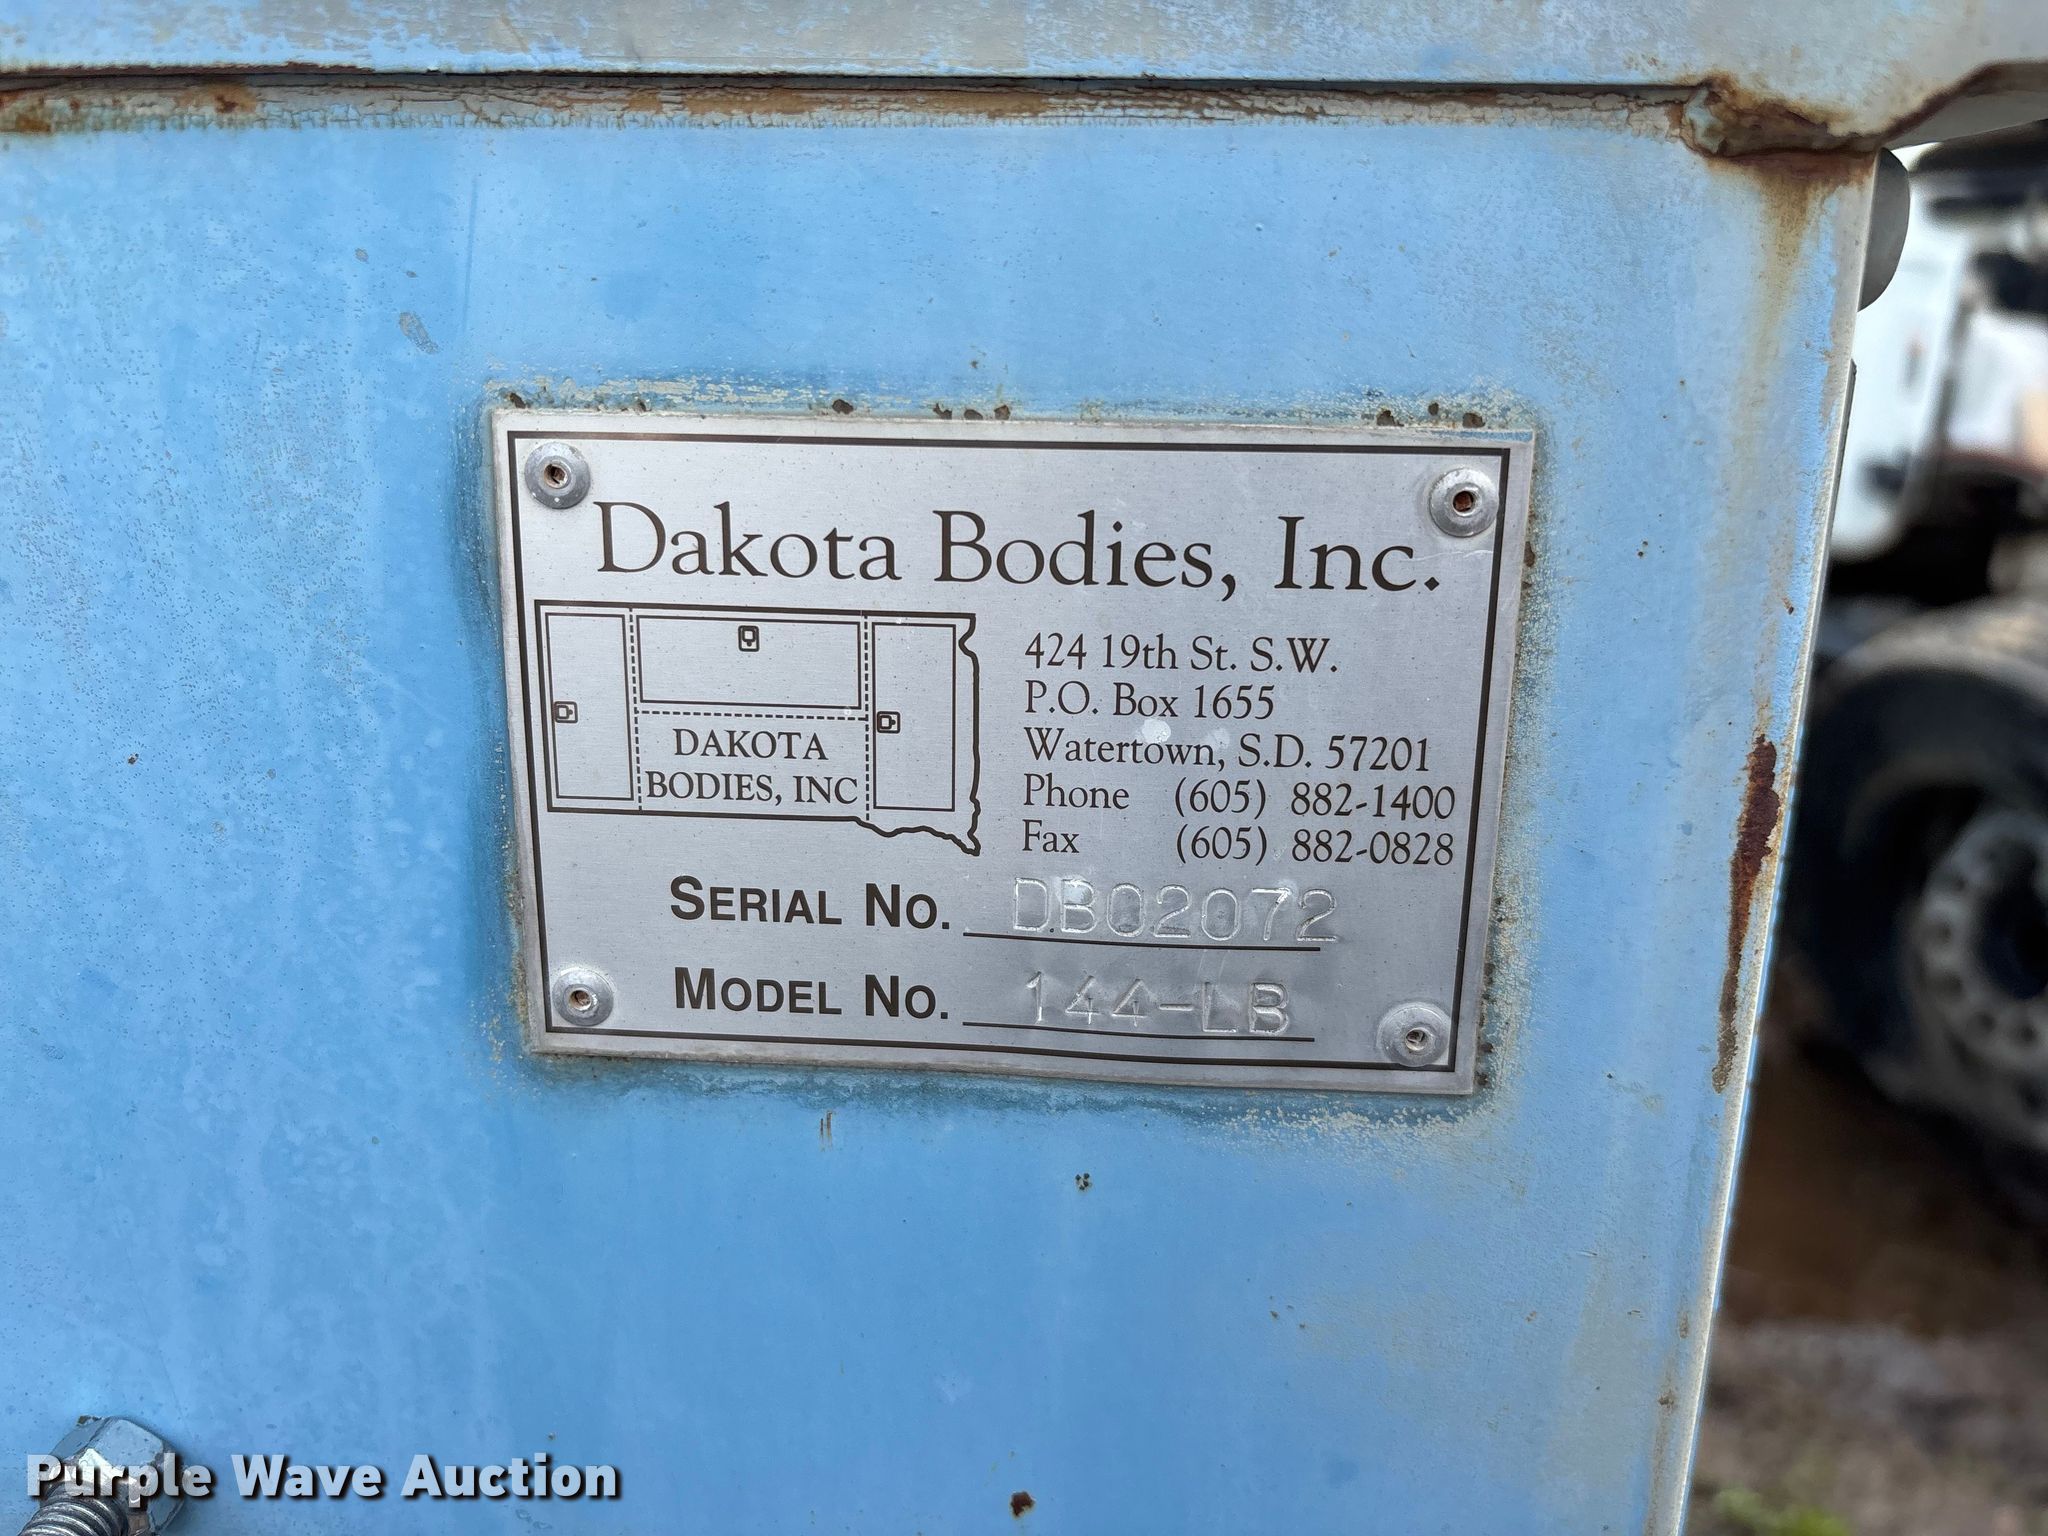 Dakota Bodies, Inc.
DAKOTA
BODIES, INC
424 19th St. S.W.
P.O. Box 1655
Watertown, S.D. 57201
Phone (605) 882-1400
Fax (605) 882-0828
SERIAL NO. DB02072
MODEL NO. 144-LB
Purple Wave Auction